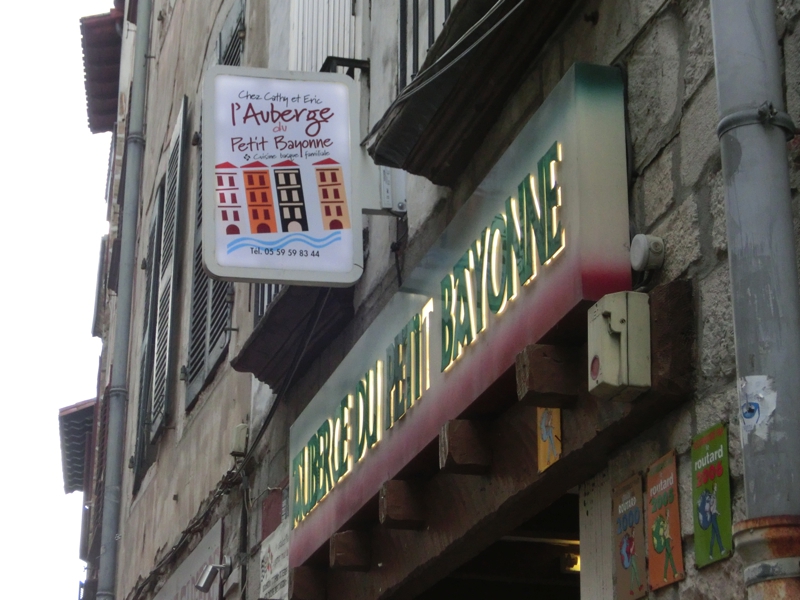 Chez Cathy et Eric
l'Auberge
du
Petit Bayonne
Cuisine basque familiale
Tél. 05 59 59 83 44
AUBERGE DU PETIT BAYONNE
routard
routard
2006